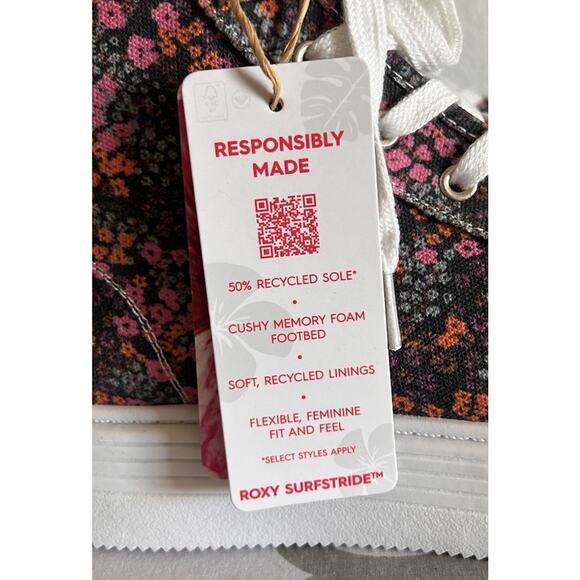 RESPONSIBLY
MADE
50% RECYCLED SOLE*
•
CUSHY MEMORY FOAM
FOOTBED
•
SOFT, RECYCLED LININGS
•
FLEXIBLE, FEMININE
FIT AND FEEL
*SELECT STYLES APPLY
ROXY SURFSTRIDE™